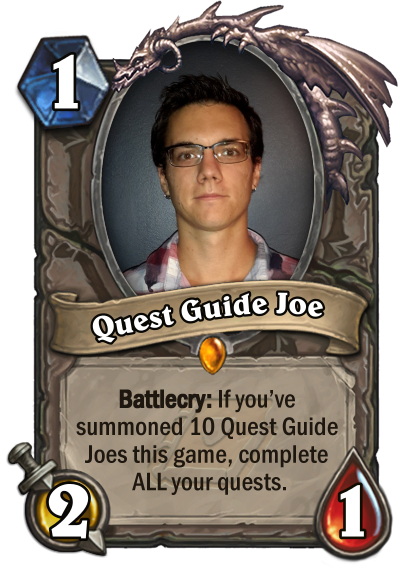 1
Quest Guide Joe
Battlecry: If you've
summoned 10 Quest Guide
Joes this game, complete
ALL your quests.
2
1